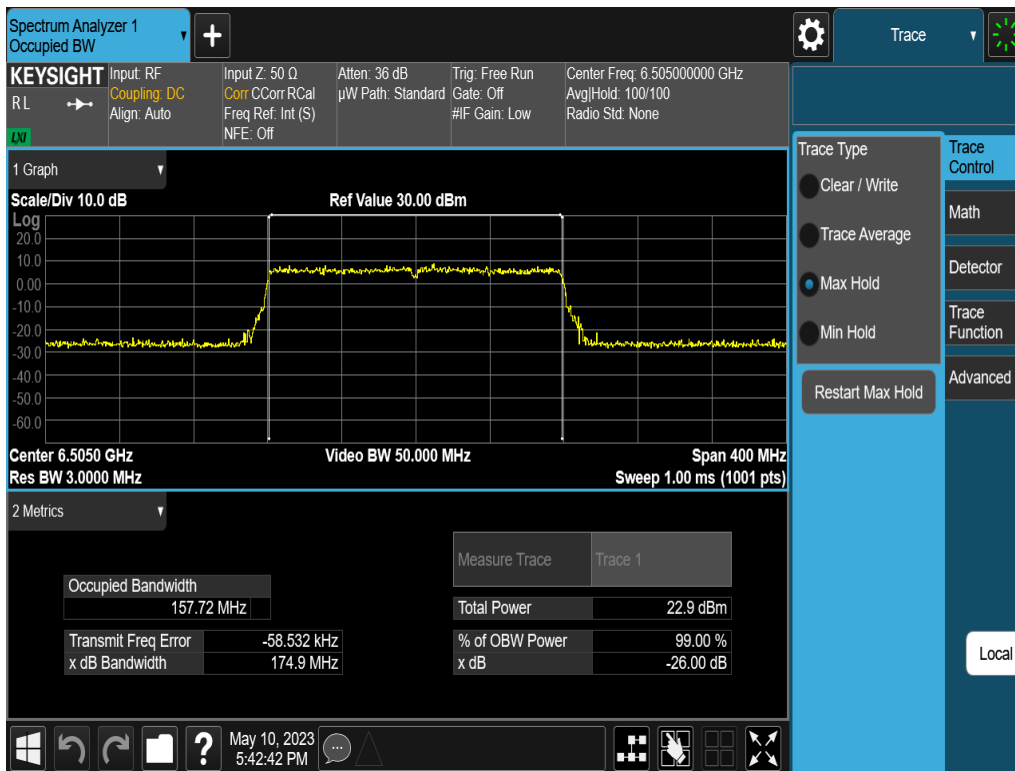 Spectrum Analyzer 1
Occupied BW
+
Trace
KEYSIGHT
RL
LXI
Input: RF
Coupling: DC
Align: Auto
Input Z: 50 Ω
Corr CCorr RCal
Freq Ref: Int (S)
NFE: Off
Atten: 36 dB
µW Path: Standard
Trig: Free Run
Gate: Off
#IF Gain: Low
Center Freq: 6.505000000 GHz
Avg|Hold: 100/100
Radio Std: None
1 Graph
Scale/Div 10.0 dB
Ref Value 30.00 dBm
Log
20.0
10.0
0.00
-10.0
-20.0
-30.0
-40.0
-50.0
-60.0
Center 6.5050 GHz
Video BW 50.000 MHz
Span 400 MHz
Res BW 3.0000 MHz
Sweep 1.00 ms (1001 pts)
2 Metrics
Measure Trace
Trace 1
Occupied Bandwidth
157.72 MHz
Total Power
22.9 dBm
Transmit Freq Error
-58.532 kHz
% of OBW Power
99.00 %
x dB Bandwidth
174.9 MHz
x dB
-26.00 dB
Trace Type
Clear / Write
Trace Average
Max Hold
Min Hold
Restart Max Hold
Trace
Control
Math
Detector
Trace
Function
Advanced
Local
?
May 10, 2023
5:42:42 PM